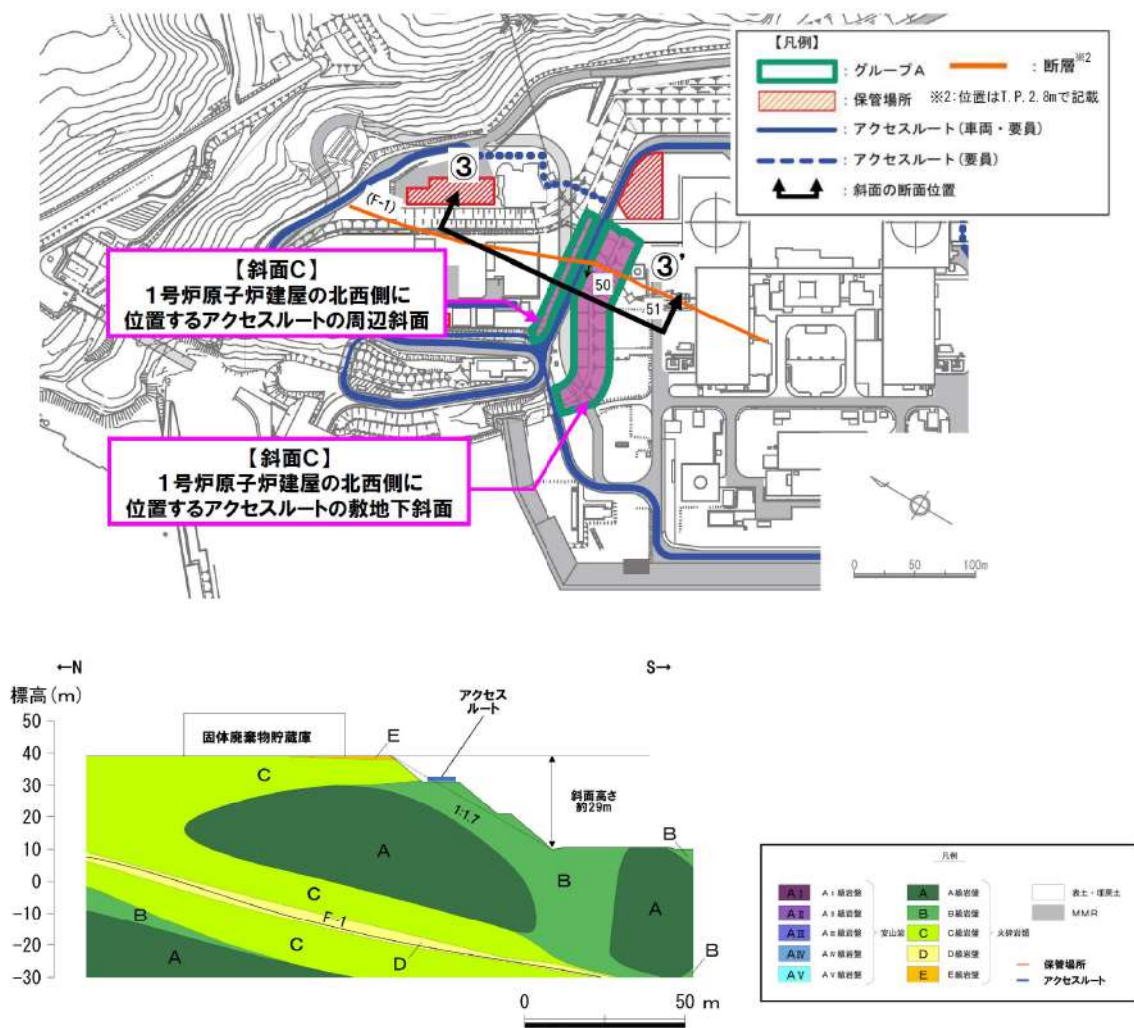 【凡例】
：グループA
：断層※2
：保管場所
※2：位置はT.P.2.8mで記載
：アクセスルート(車両・要員)
：アクセスルート(要員)
：斜面の断面位置
③
(F-1)
③'
50
51
【斜面C】
1号炉原子炉建屋の北西側に
位置するアクセスルートの周辺斜面
【斜面C】
1号炉原子炉建屋の北西側に
位置するアクセスルートの敷地下斜面
0 50 100m
←N
S→
標高(m)
アクセス
ルート
50
40
30
20
10
0
-10
-20
-30
固体廃棄物貯蔵庫
E
C
斜面高さ
約29m
1:1.7
A
B
B
A
C
F-1
B
C
A
D
B
0 50 m
凡例
AⅠ AⅠ級岩盤
AⅡ AⅡ級岩盤
AⅢ AⅢ級岩盤
AⅣ AⅣ級岩盤
AⅤ AⅤ級岩盤
安山岩
A A級岩盤
B B級岩盤
C C級岩盤
D D級岩盤
E E級岩盤
火砕岩類
表土・埋戻土
MMR
保管場所
アクセスルート